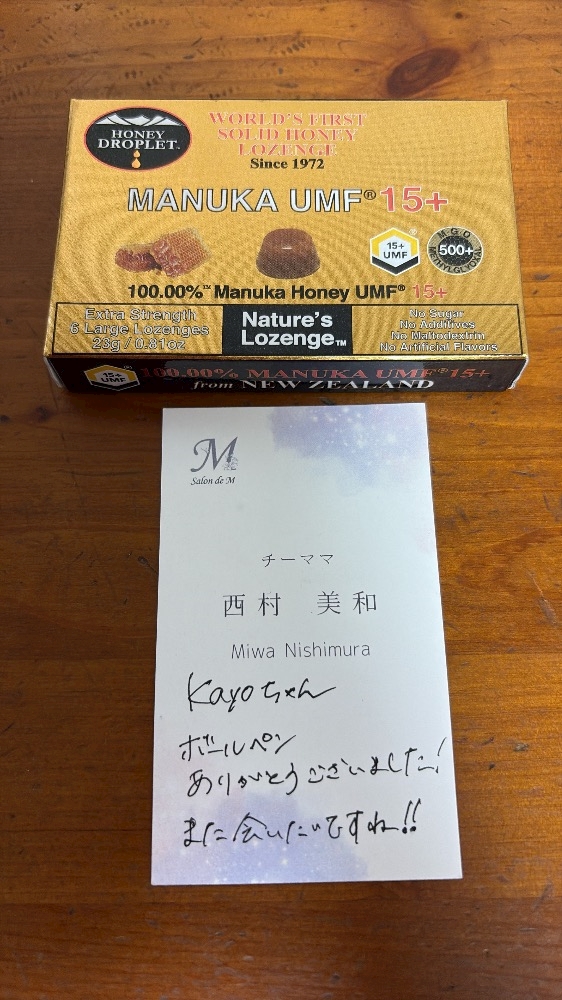 HONEY
DROPLET.
WORLD'S FIRST
SOLID HONEY
LOZENGE
Since 1972
MANUKA UMF® 15+
15+
UMF
®
MGO
500+
METHYLGLYOXAL
100.00%™ Manuka Honey UMF® 15+
Extra Strength
6 Large Lozenges
23g / 0.81oz
Nature's
Lozenge™
No Sugar
No Additives
No Maltodextrin
No Artificial Flavors
15+
UMF
®
100.00% MANUKA UMF® 15+
from NEW ZEALAND
M
Salon de M
チーママ
西村 美和
Miwa Nishimura
Kayoちゃん
ボールペン
ありがとうございました!
また会いたいですね!!